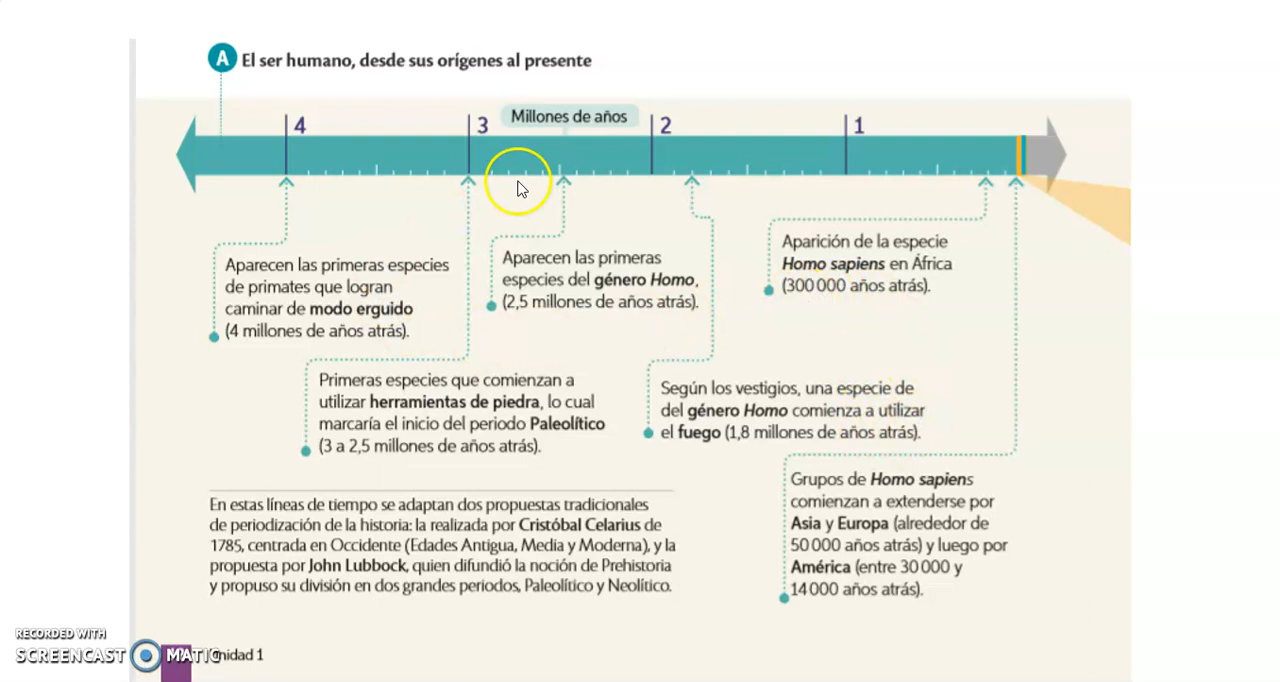 A El ser humano, desde sus orígenes al presente
Millones de años
4
3
2
1
Aparecen las primeras especies
de primates que logran
caminar de modo erguido
(4 millones de años atrás).
Primeras especies que comienzan a
utilizar herramientas de piedra, lo cual
marcaría el inicio del periodo Paleolítico
(3 a 2,5 millones de años atrás).
Aparecen las primeras
especies del género Homo,
(2,5 millones de años atrás).
Según los vestigios, una especie de
del género Homo comienza a utilizar
el fuego (1,8 millones de años atrás).
Aparición de la especie
Homo sapiens en África
(300 000 años atrás).
Grupos de Homo sapiens
comienzan a extenderse por
Asia y Europa (alrededor de
50 000 años atrás) y luego por
América (entre 30 000 y
14 000 años atrás).
En estas líneas de tiempo se adaptan dos propuestas tradicionales
de periodización de la historia: la realizada por Cristóbal Celarius de
1785, centrada en Occidente (Edades Antigua, Media y Moderna), y la
propuesta por John Lubbock, quien difundió la noción de Prehistoria
y propuso su división en dos grandes periodos, Paleolítico y Neolítico.
RECORDED WITH
SCREENCAST MATIC
nidad 1